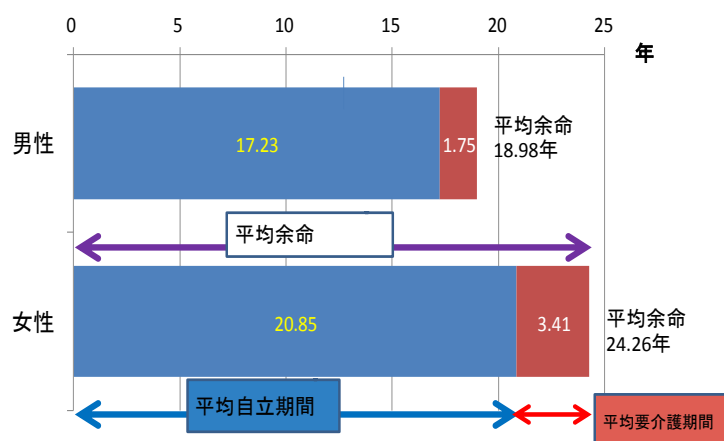 0 5 10 15 20 25
年
男性
17.23
1.75
平均余命
18.98年
平均余命
女性
20.85
3.41
平均余命
24.26年
平均自立期間
平均要介護期間